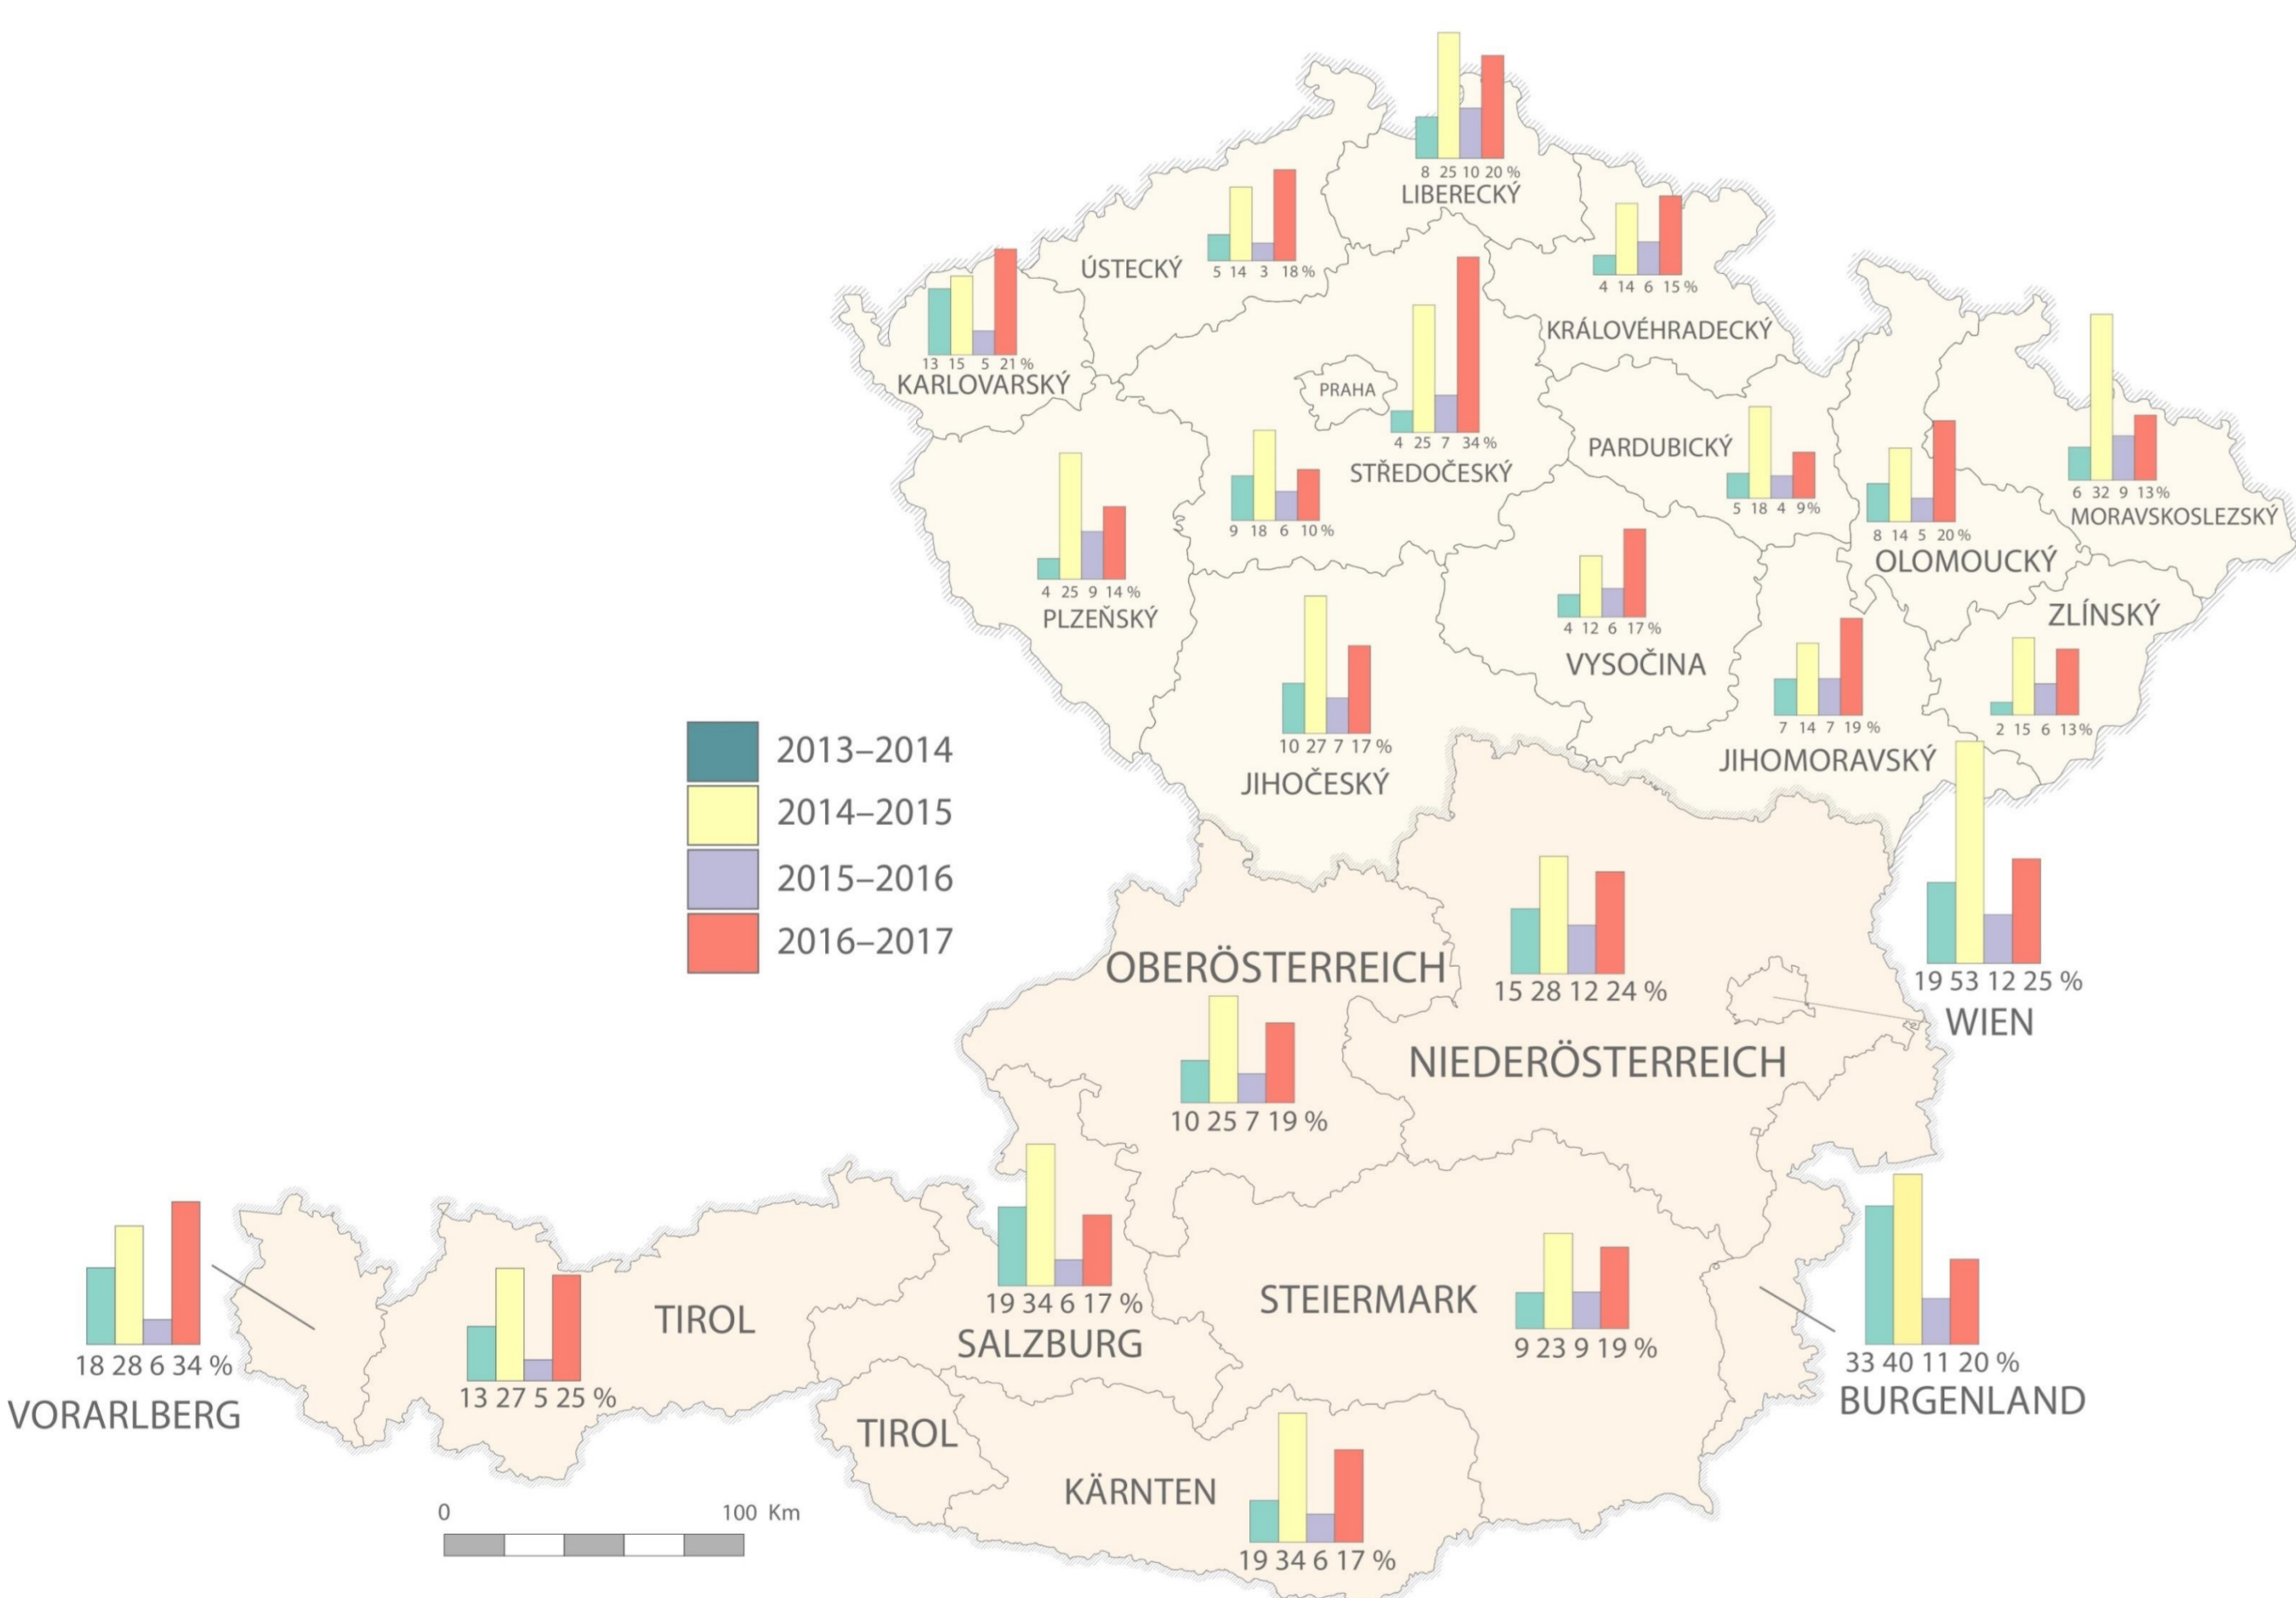 8 25 10 20 %
LIBERECKÝ
ÚSTECKÝ
5 14 3 18 %
4 14 6 15 %
KRÁLOVÉHRADECKÝ
13 15 5 21 %
KARLOVARSKÝ
PRAHA
4 25 7 34 %
STŘEDOČESKÝ
9 18 6 10 %
PARDUBICKÝ
5 18 4 9%
8 14 5 20 %
OLOMOUCKÝ
6 32 9 13%
MORAVSKOSLEZSKÝ
4 25 9 14 %
PLZEŇSKÝ
4 12 6 17 %
VYSOČINA
ZLÍNSKÝ
2 15 6 13%
7 14 7 19 %
JIHOMORAVSKÝ
10 27 7 17 %
JIHOČESKÝ
2013–2014
2014–2015
2015–2016
2016–2017
OBERÖSTERREICH
10 25 7 19 %
15 28 12 24 %
NIEDERÖSTERREICH
19 53 12 25 %
WIEN
18 28 6 34 %
VORARLBERG
13 27 5 25 %
TIROL
19 34 6 17 %
SALZBURG
STEIERMARK
9 23 9 19 %
33 40 11 20 %
BURGENLAND
TIROL
KÄRNTEN
19 34 6 17 %
0 100 Km